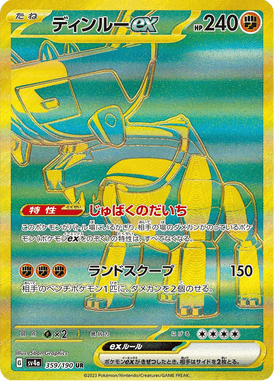 たね
ディンルーex
HP 240
特性 じゅばくのだいち
このポケモンがバトル場にいるかぎり、相手の場のダメカンがのっている
ポケモン(「ポケモンex」をのぞく)の特性は、すべてなくなる。
ランドスクープ 150
相手のベンチポケモン1匹に、ダメカンを2個のせる。
×2
にげる
exルール
ポケモンexがきぜつしたとき、相手はサイドを2枚とる。
sv4a 359/190 UR
©2023 Pokémon/Nintendo/Creatures/GAME FREAK.